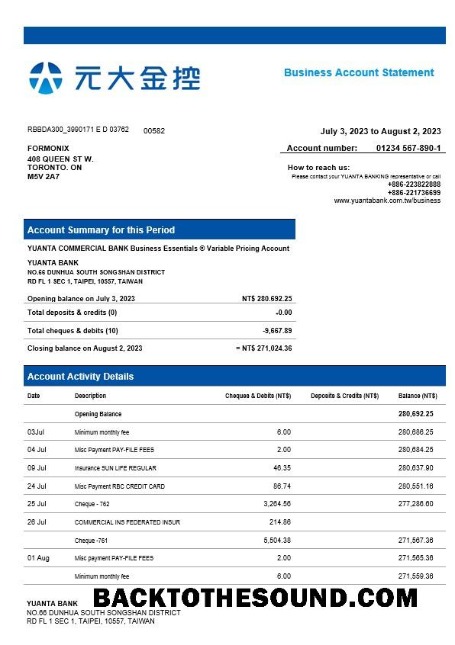 元大金控
Business Account Statement
RBBDA300_3990171 E D 03762 00582
July 3, 2023 to August 2, 2023
FORMONIX
Account number: 01234 567-890-1
408 QUEEN ST W.
TORONTO. ON
How to reach us:
M5V 2A7
Please contact your YUANTA BANKING representative or call
+886-223822888
+886-221736699
www.yuantabank.com.tw/business
Account Summary for this Period
YUANTA COMMERCIAL BANK Business Essentials ® Variable Pricing Account
YUANTA BANK
NO.66 DUNHUA SOUTH SONGSHAN DISTRICT
RD FL 1 SEC 1, TAIPEI, 10557, TAIWAN
Opening balance on July 3, 2023 NT$ 280.692.25
Total deposits & credits (0) -0.00
Total cheques & debits (10) -9,667.89
Closing balance on August 2, 2023 = NT$ 271,024.36
Account Activity Details
Date Description Cheques & Debits (NT$) Deposits & Credits (NT$) Balance (NT$)
Opening Balance 280,692.25
03Jul Minimum monthly fee 6.00 280,686.25
04 Jul Misc Payment PAY-FILE FEES 2.00 280,684.25
09 Jul Insurance SUN LIFE REGULAR 46.35 280,637.90
24 Jul Misc Payment RBC CREDIT CARD 86.74 280,551.16
25 Jul Cheque - 762 3,264.56 277,286.60
26 Jul COMMERCIAL INS FEDERATED INSUR 214.86
Cheque -761 5,504.38 271,567.36
01 Aug Misc payment PAY-FILE FEES 2.00 271,565.36
Minimum monthly fee 6.00 271,559.36
YUANTA BANK
BACKTOTHESOUND.COM
NO.66 DUNHUA SOUTH SONGSHAN DISTRICT
RD FL 1 SEC 1, TAIPEI, 10557, TAIWAN